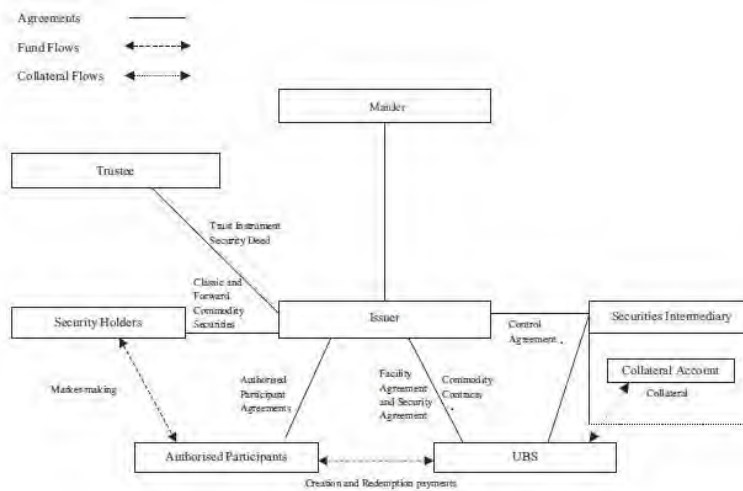 Agreements
Fund Flows
Collateral Flows
Trustee
Trust Instrument
Security Deed
Classic and
Forward
Commodity
Securities
Security Holders
Issuer
Control
Agreement
Securities Intermediary
Collateral Account
Collateral
Market-making
Authorised
Participant
Agreements
Facility
Agreement
and Security
Agreement
Commodity
Contracts
Authorised Participants
UBS
Creation and Redemption payments